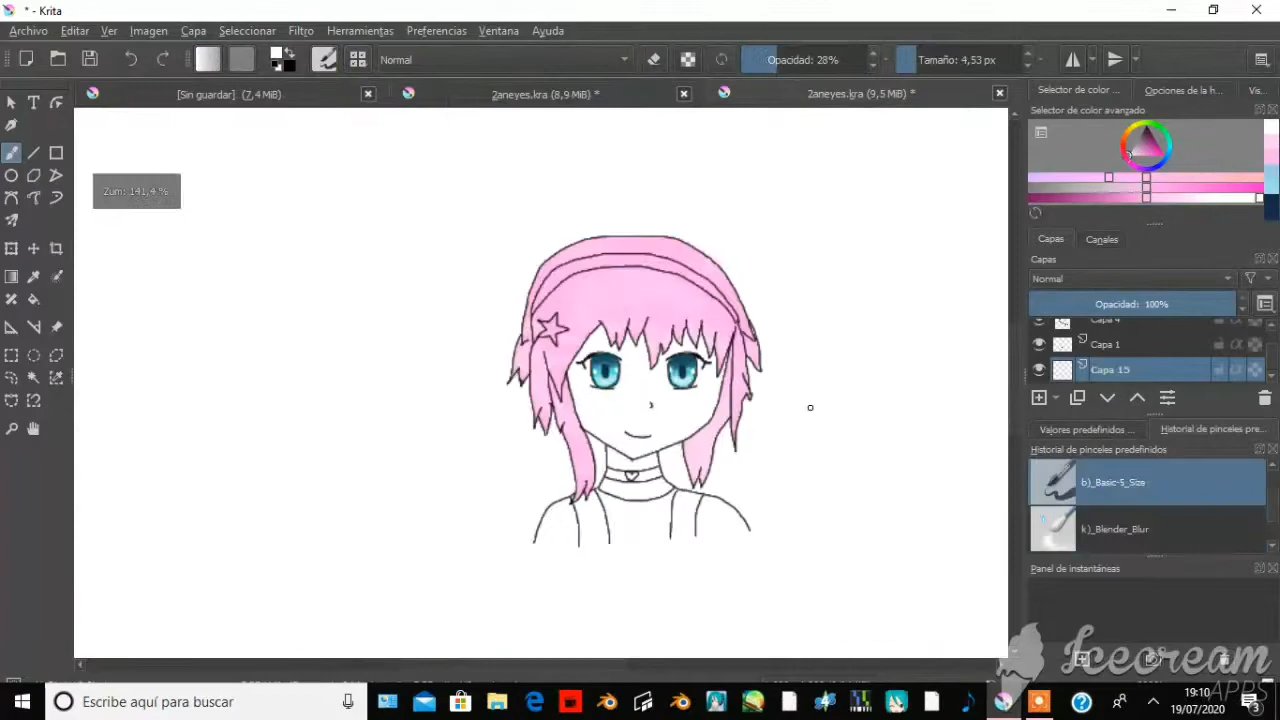 * - Krita
Archivo Editar Ver Imagen Capa Seleccionar Filtro Herramientas Preferencias Ventana Ayuda
Normal Opacidad: 28% Tamaño: 4,53 px
[Sin guardar] (7,4 MiB) 2aneyes.kra (8,9 MiB) * 2aneyes.kra (9,5 MiB) *
Selector de color ... Opciones de la h... Vis...
Selector de color avanzado
Zum: 141,4 %
Capas Canales
Capas
Normal
Opacidad: 100%
Capa 4
Capa 1
Capa 15
Valores predefinidos ... Historial de pinceles pre...
Historial de pinceles predefinidos
b)_Basic-5_Size
k)_Blender_Blur
Panel de instantáneas
Icecream
APPS
Escribe aquí para buscar
19:10
19/07/2020
3